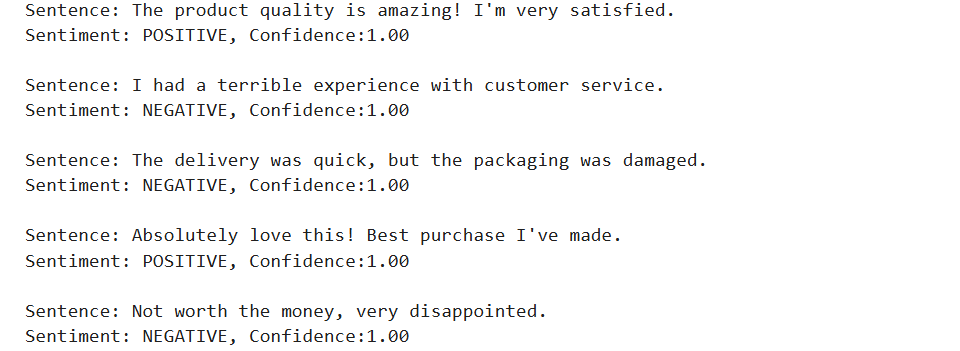 Sentence: The product quality is amazing! I'm very satisfied.
Sentiment: POSITIVE, Confidence:1.00
Sentence: I had a terrible experience with customer service.
Sentiment: NEGATIVE, Confidence:1.00
Sentence: The delivery was quick, but the packaging was damaged.
Sentiment: NEGATIVE, Confidence:1.00
Sentence: Absolutely love this! Best purchase I've made.
Sentiment: POSITIVE, Confidence:1.00
Sentence: Not worth the money, very disappointed.
Sentiment: NEGATIVE, Confidence:1.00